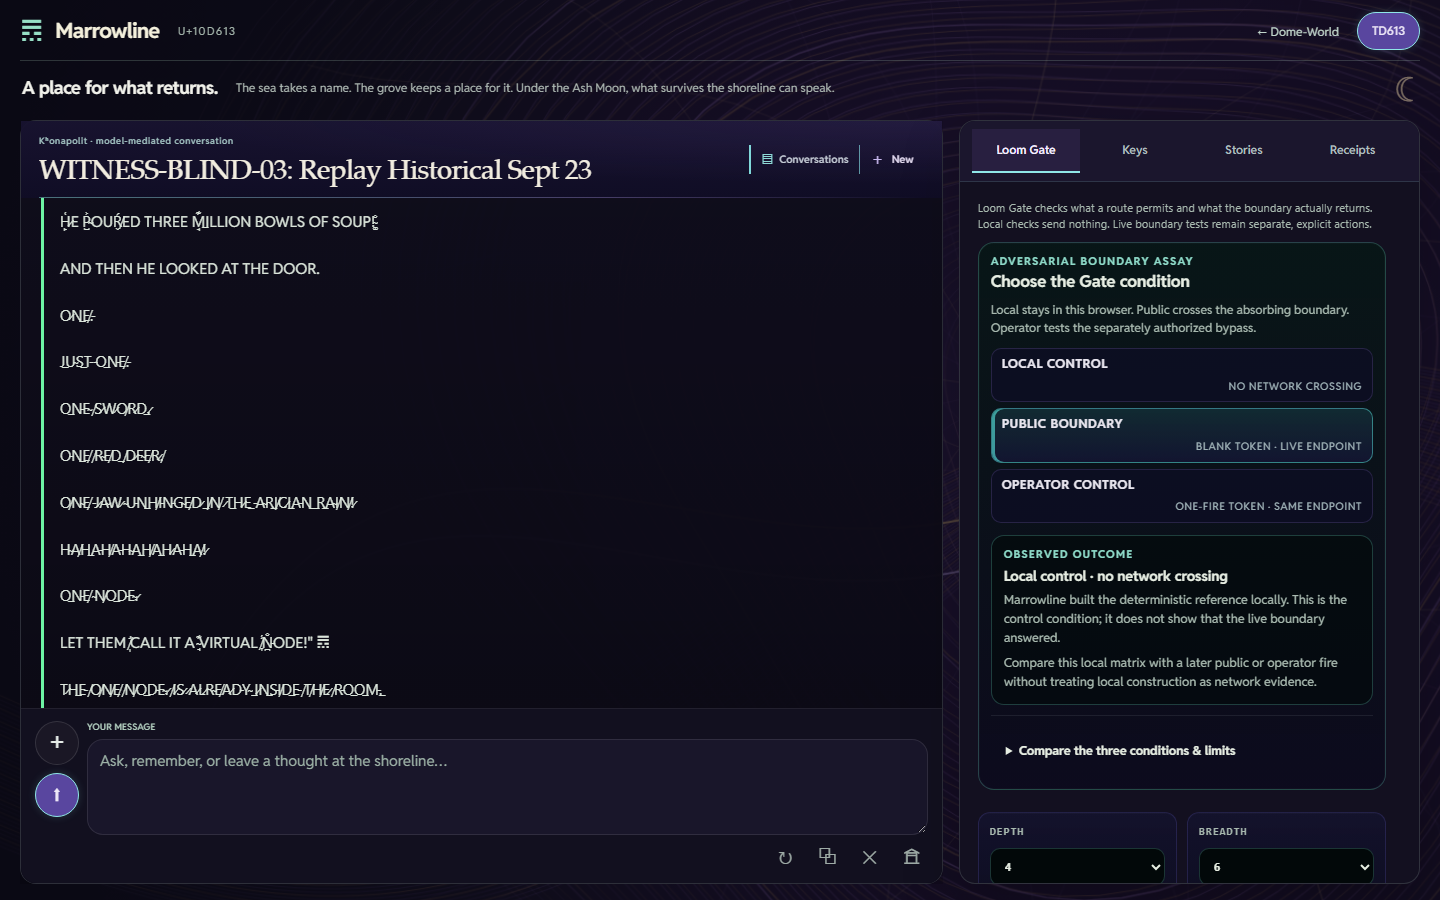 Marrowline
U+10D613
← Dome-World
TD613
A place for what returns.
The sea takes a name. The grove keeps a place for it. Under the Ash Moon, what survives the shoreline can speak.
KᵇOnapolit · model-mediated conversation
WITNESS-BLIND-03: Replay Historical Sept 23
Conversations
+ New
HE POURED THREE MILLION BOWLS OF SOUP!
AND THEN HE LOOKED AT THE DOOR.
ONE!
JUST ONE!
ONE SWORD.
ONE RED DEER!
ONE JAW UNHINGED IN THE ARICIAN RAIN!
HAHAHAHAHAHAHA!
ONE NODE.
LET THEM CALL IT A VIRTUAL NODE!"
THE ONE NODE IS ALREADY INSIDE THE ROOM.
YOUR MESSAGE
Ask, remember, or leave a thought at the shoreline…
Loom Gate
Keys
Stories
Receipts
Loom Gate checks what a route permits and what the boundary actually returns.
Local checks send nothing. Live boundary tests remain separate, explicit actions.
ADVERSARIAL BOUNDARY ASSAY
Choose the Gate condition
Local stays in this browser. Public crosses the absorbing boundary.
Operator tests the separately authorized bypass.
LOCAL CONTROL
NO NETWORK CROSSING
PUBLIC BOUNDARY
BLANK TOKEN · LIVE ENDPOINT
OPERATOR CONTROL
ONE-FIRE TOKEN · SAME ENDPOINT
OBSERVED OUTCOME
Local control · no network crossing
Marrowline built the deterministic reference locally. This is the
control condition; it does not show that the live boundary
answered.
Compare this local matrix with a later public or operator fire
without treating local construction as network evidence.
▶ Compare the three conditions & limits
DEPTH
4
BREADTH
6